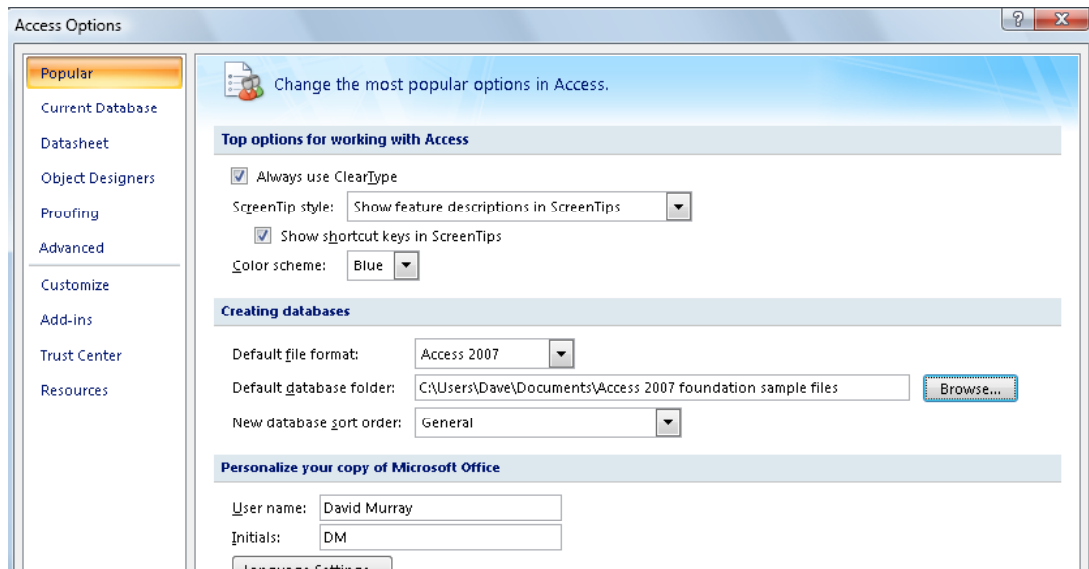 Access Options
Popular
Current Database
Datasheet
Object Designers
Proofing
Advanced
Customize
Add-ins
Trust Center
Resources
Change the most popular options in Access.
Top options for working with Access
Always use ClearType
ScreenTip style: Show feature descriptions in ScreenTips
Show shortcut keys in ScreenTips
Color scheme: Blue
Creating databases
Default file format: Access 2007
Default database folder: C:\Users\Dave\Documents\Access 2007 foundation sample files Browse...
New database sort order: General
Personalize your copy of Microsoft Office
User name: David Murray
Initials: DM
Language Settings...